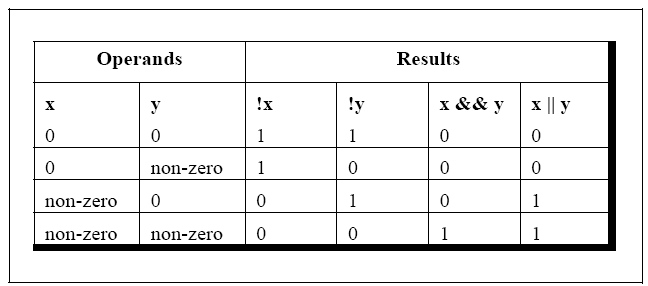 Operands Results
x y !x !y x && y x || y
0 0 1 1 0 0
0 non-zero 1 0 0 0
non-zero 0 0 1 0 1
non-zero non-zero 0 0 1 1